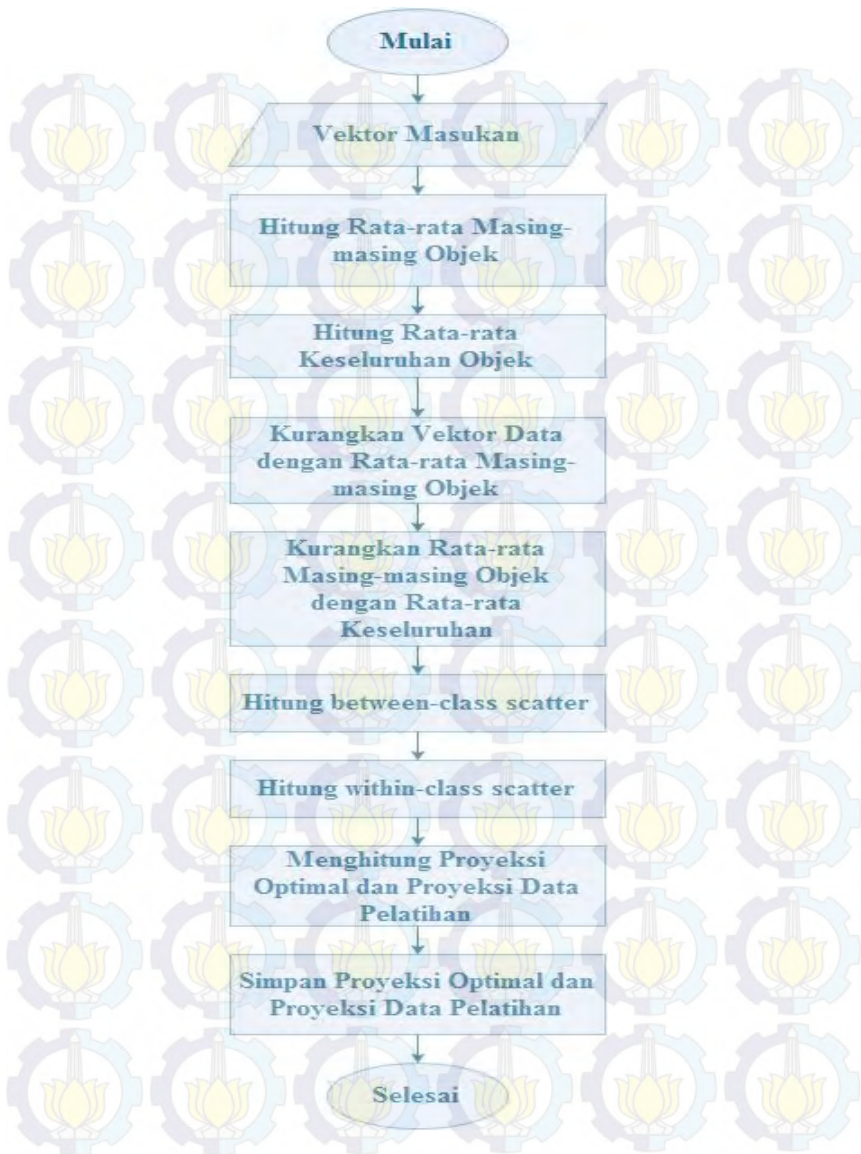 Mulai
Vektor Masukan
Hitung Rata-rata Masing-
masing Objek
Hitung Rata-rata
Keseluruhan Objek
Kurangkan Vektor Data
dengan Rata-rata Masing-
masing Objek
Kurangkan Rata-rata
Masing-masing Objek
dengan Rata-rata
Keseluruhan
Hitung between-class scatter
Hitung within-class scatter
Menghitung Proyeksi
Optimal dan Proyeksi Data
Pelatihan
Simpan Proyeksi Optimal dan
Proyeksi Data Pelatihan
Selesai